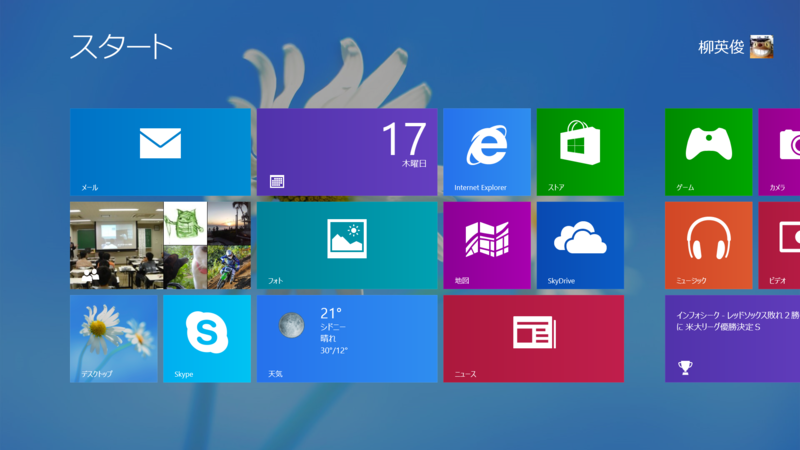 スタート
柳英俊
メール
17
木曜日
Internet Explorer
ストア
ゲーム
カメラ
フォト
地図
SkyDrive
ミュージック
ビデオ
デスクトップ
Skype
21°
シドニー
晴れ
30°/12°
天気
ニュース
インフォシーク - レッドソックス敗れ２勝
に 米大リーグ優勝決定Ｓ